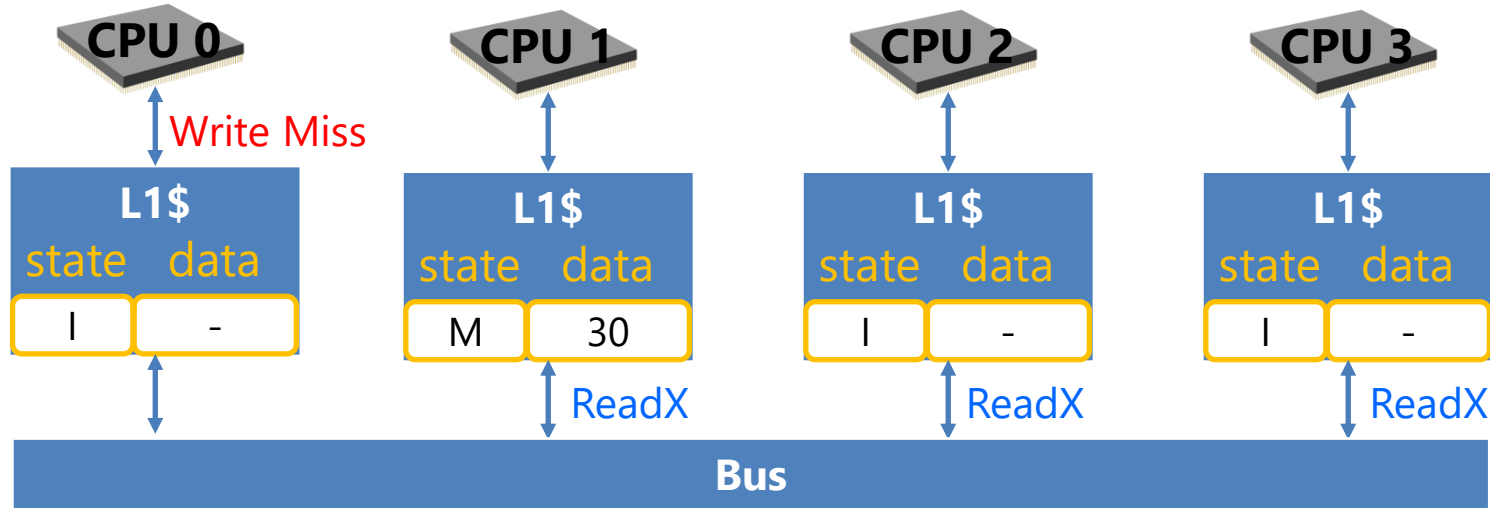 CPU 0 CPU 1 CPU 2 CPU 3
Write Miss
L1$ L1$ L1$ L1$
state data state data state data state data
I - M 30 I - I -
ReadX ReadX ReadX
Bus